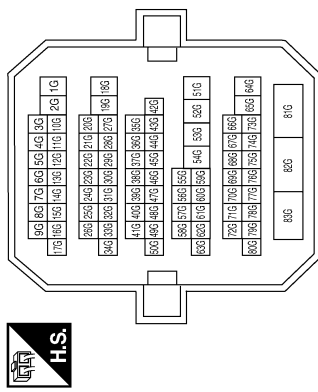 H.S.
9G 8G 7G 6G 5G 4G 3G 2G 1G
17G 16G 15G 14G 13G 12G 11G 10G
26G 25G 24G 23G 22G 21G 20G 19G 18G
34G 33G 32G 31G 30G 29G 28G 27G
41G 40G 39G 38G 37G 36G 35G
50G 49G 48G 47G 46G 45G 44G 43G 42G
58G 57G 56G 55G 54G 53G 52G 51G
63G 62G 61G 60G 59G
72G 71G 70G 69G 68G 67G 66G 65G 64G
80G 79G 78G 77G 76G 75G 74G 73G
83G 82G 81G